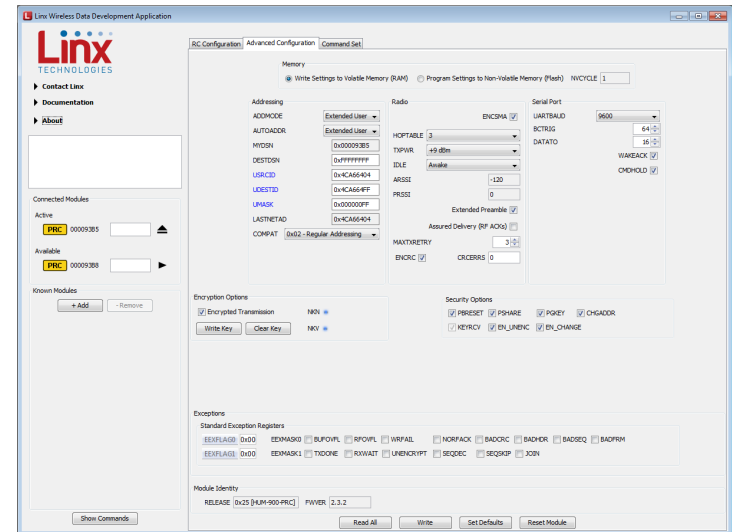 Linx Wireless Data Development Application
Linx
TECHNOLOGIES
Contact Linx
Documentation
About
Connected Modules
Active
PRC 000093B5
Available
PRC 000093B8
Known Modules
+ Add - Remove
Show Commands
RC Configuration Advanced Configuration Command Set
Memory
Write Settings to Volatile Memory (RAM) Program Settings to Non-Volatile Memory (Flash) NVCYCLE 1
Addressing
ADDMODE Extended User
AUTOADDR Extended User
MYDSN 0x000093B5
DESTDSN 0xFFFFFFFF
USRCID 0x4CA66404
UDESTID 0x4CA664FF
UMASK 0x000000FF
LASTNETAD 0x4CA66404
COMPAT 0x02 - Regular Addressing
Radio
ENCSMA
HOPTABLE 3
TXPWR +9 dBm
IDLE Awake
ARSSI -120
PRSSI 0
Extended Preamble
Assured Delivery (RF ACKs)
MAXTXRETRY 3
ENCRC CRCERRS 0
Serial Port
UARTBAUD 9600
BCTRIG 64
DATATO 16
WAKEACK
CMDHOLD
Encryption Options
Encrypted Transmission NKN
Write Key Clear Key NKV
Security Options
PBRESET PSHARE PGKEY CHGADDR
KEYRCV EN_UNENC EN_CHANGE
Exceptions
Standard Exception Registers
EEXFLAG0 0x00 EEXMASK0 BUFOVFL RFOVFL WRFAIL NORFACK BADCRC BADHDR BADSEQ BADFRM
EEXFLAG1 0x00 EEXMASK1 TXDONE RXWAIT UNENCRYPT SEQDEC SEQSKIP JOIN
Module Identity
RELEASE 0x25 [HUM-900-PRC] FWVER 2.3.2
Read All Write Set Defaults Reset Module